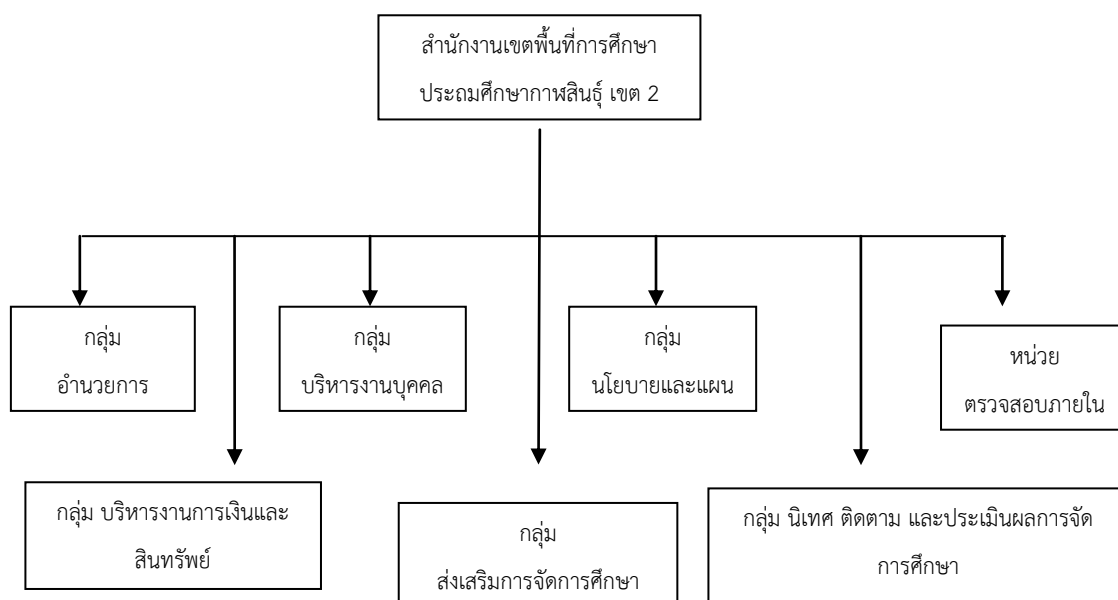 สำนักงานเขตพื้นที่การศึกษา
ประถมศึกษากาฬสินธุ์ เขต 2
กลุ่ม
อำนวยการ
กลุ่ม
บริหารงานบุคคล
กลุ่ม
นโยบายและแผน
หน่วย
ตรวจสอบภายใน
กลุ่ม บริหารงานการเงินและ
สินทรัพย์
กลุ่ม
ส่งเสริมการจัดการศึกษา
กลุ่ม นิเทศ ติดตาม และประเมินผลการจัด
การศึกษา